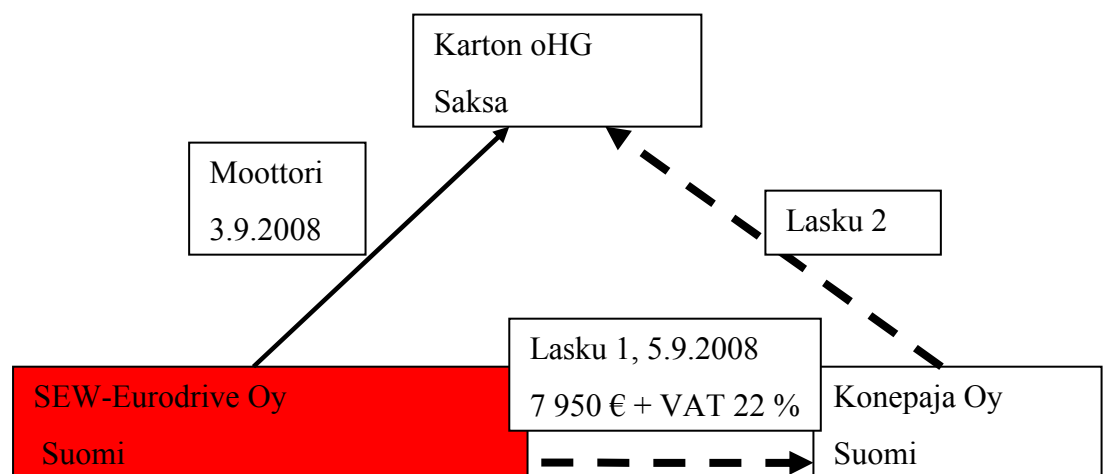 Karton oHG
Saksa
Moottori
3.9.2008
Lasku 2
Lasku 1, 5.9.2008
7 950 € + VAT 22 %
SEW-Eurodrive Oy
Suomi
Konepaja Oy
Suomi